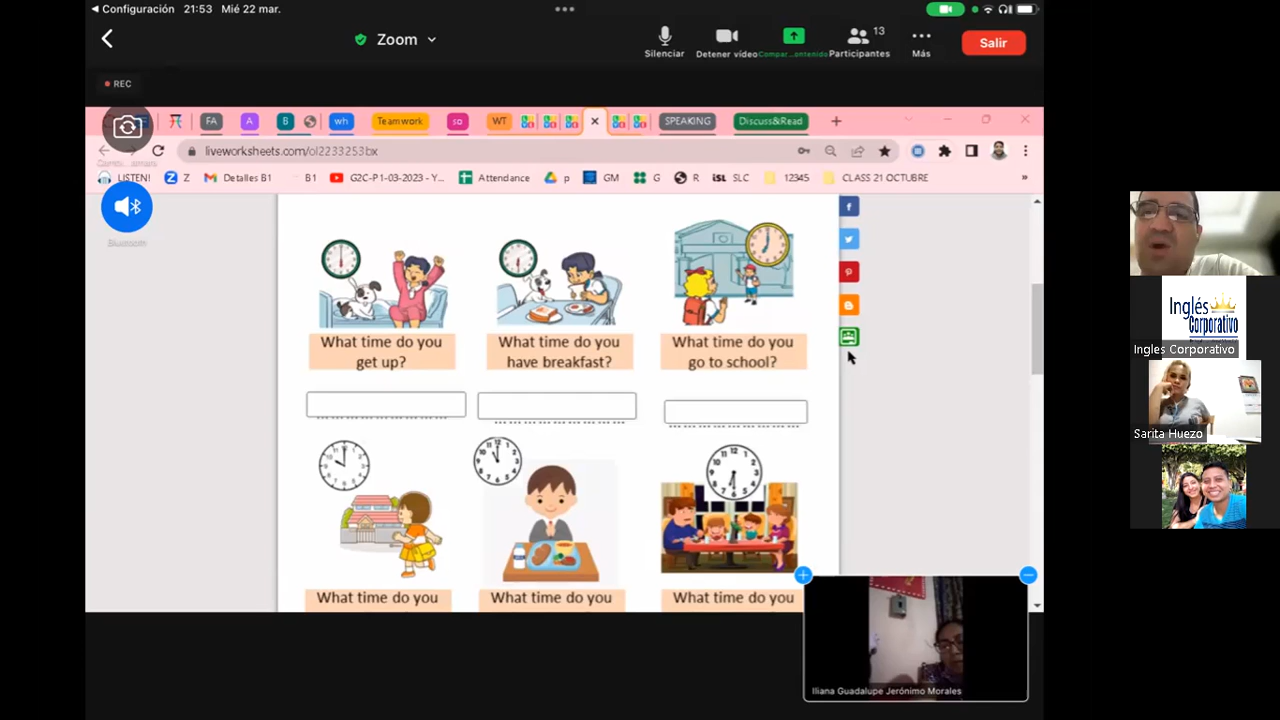 Configuración 21:53 Mié 22 mar.
Zoom
Silenciar
Detener vídeo
Participantes
13
Más
Salir
REC
FA
A
B
wh
Teamwork
so
WT
SPEAKING
Discuss&Read
liveworksheets.com/ol2233253bx
LISTEN!
Z
Detalles B1
B1
G2C-P1-03-2023 - Y...
Attendance
p
GM
G
R
SLC
12345
CLASS 21 OCTUBRE
Bluetooth
What time do you
get up?
What time do you
have breakfast?
What time do you
go to school?
What time do you
What time do you
What time do you
Iliana Guadalupe Jerónimo Morales
Inglés
Corporativo
Ingles Corporativo
Sarita Huezo